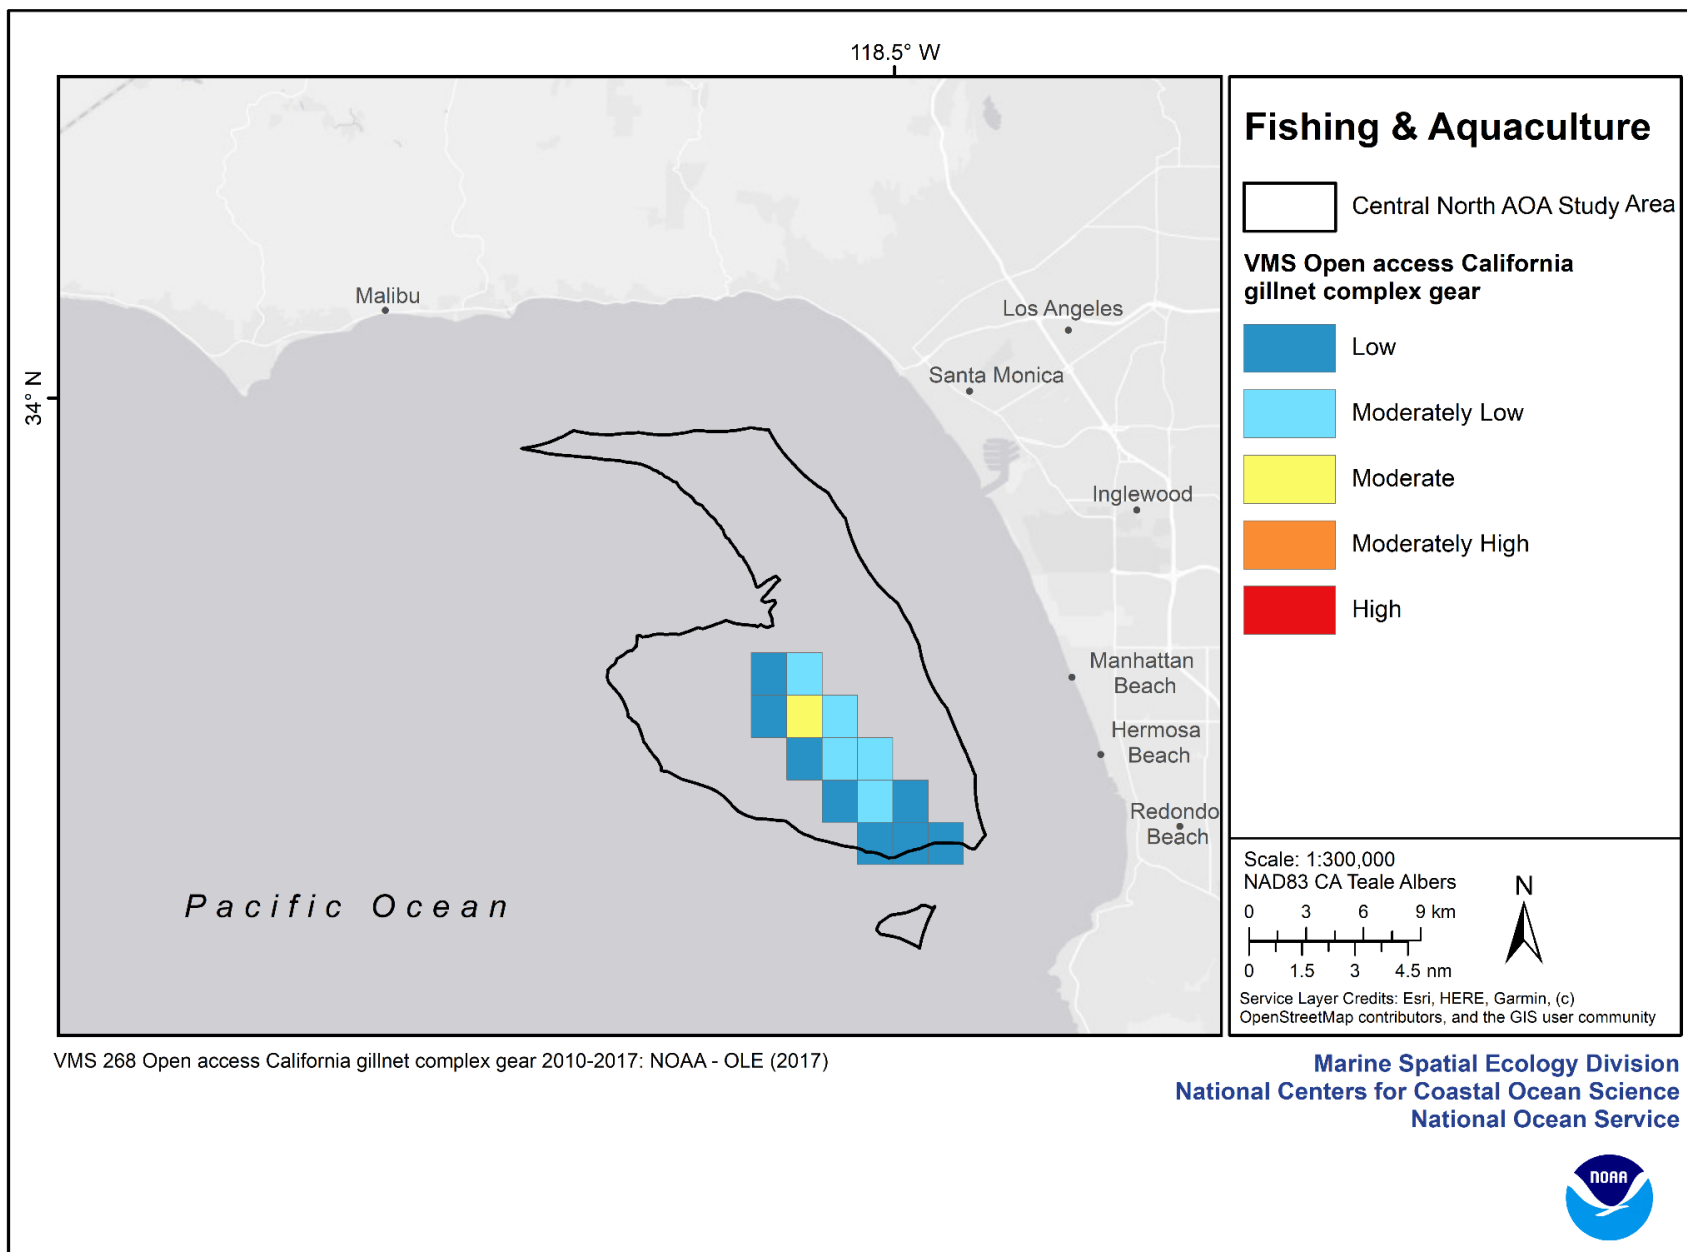 118.5° W
34° N
Malibu
Los Angeles
Santa Monica
Inglewood
Manhattan
Beach
Hermosa
Beach
Redondo
Beach
Pacific Ocean
Fishing & Aquaculture
Central North AOA Study Area
VMS Open access California
gillnet complex gear
Low
Moderately Low
Moderate
Moderately High
High
Scale: 1:300,000
NAD83 CA Teale Albers
0 3 6 9 km
0 1.5 3 4.5 nm
N
Service Layer Credits: Esri, HERE, Garmin, (c)
OpenStreetMap contributors, and the GIS user community
VMS 268 Open access California gillnet complex gear 2010-2017: NOAA - OLE (2017)
Marine Spatial Ecology Division
National Centers for Coastal Ocean Science
National Ocean Service
NOAA